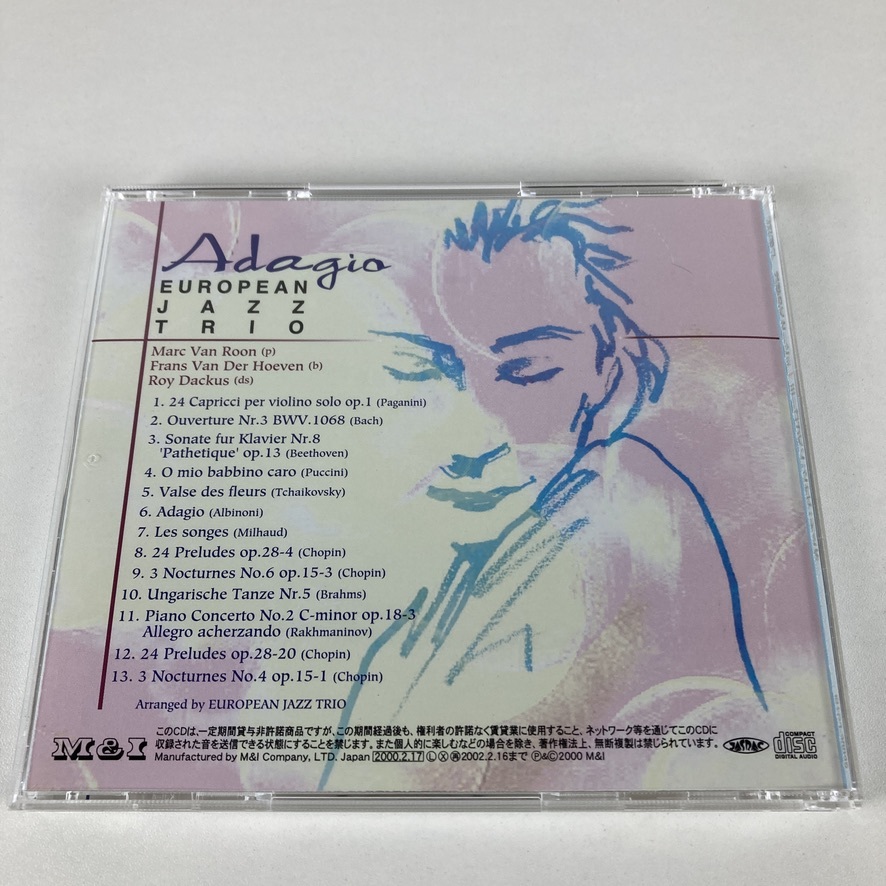 Adagio
EUROPEAN
JAZZ
TRIO
Marc Van Roon (p)
Frans Van Der Hoeven (b)
Roy Dackus (ds)
1. 24 Capricci per violino solo op.1 (Paganini)
2. Ouverture Nr.3 BWV.1068 (Bach)
3. Sonate fur Klavier Nr.8
'Pathetique' op.13 (Beethoven)
4. O mio babbino caro (Puccini)
5. Valse des fleurs (Tchaikovsky)
6. Adagio (Albinoni)
7. Les songes (Milhaud)
8. 24 Preludes op.28-4 (Chopin)
9. 3 Nocturnes No.6 op.15-3 (Chopin)
10. Ungarische Tanze Nr.5 (Brahms)
11. Piano Concerto No.2 C-minor op.18-3
Allegro acherzando (Rakhmaninov)
12. 24 Preludes op.28-20 (Chopin)
13. 3 Nocturnes No.4 op.15-1 (Chopin)
Arranged by EUROPEAN JAZZ TRIO
M&I
このCDは、一定期間貸与非許諾商品ですが、この期間経過後も、権利者の許諾なく賃貸業に使用すること、ネットワーク等を通じてこのCDに
収録された音を送信できる状態にすることを禁じます。また個人的に楽しむなどの場合を除き、著作権法上、無断複製は禁じられています。
Manufactured by M&I Company, LTD. Japan 2000.2.17 Ⓛ Ⓧ ㊢ 2002.2.16まで Ⓟ&Ⓒ2000 M&I
JASRAC
COMPACT
disc
DIGITAL AUDIO